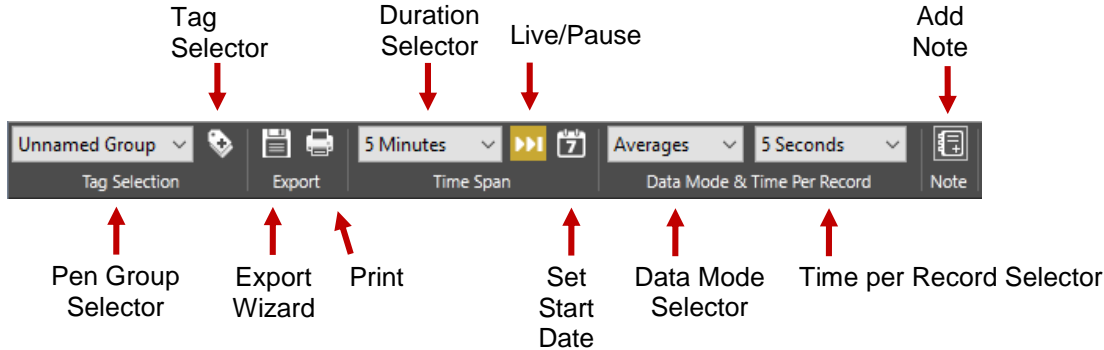 Tag
Selector
Duration
Selector
Live/Pause
Add
Note
Unnamed Group
5 Minutes
7
Averages
5 Seconds
Tag Selection
Export
Time Span
Data Mode & Time Per Record
Note
Pen Group
Selector
Export
Wizard
Print
Set
Start
Date
Data Mode
Selector
Time per Record Selector